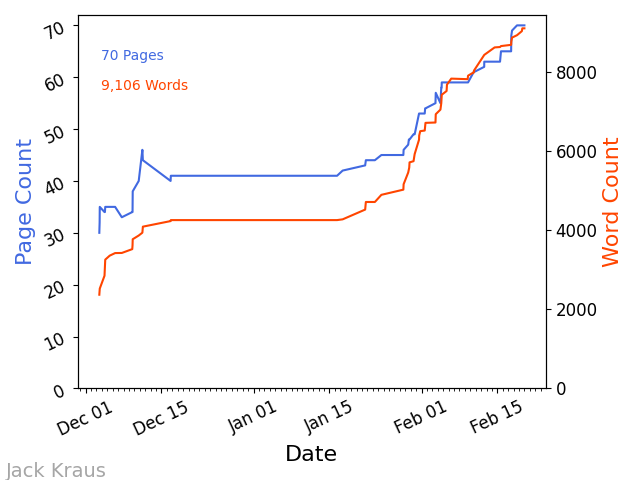 70 Pages
9,106 Words
Page Count
70
60
50
40
30
20
10
0
Word Count
8000
6000
4000
2000
0
Dec 01
Dec 15
Jan 01
Jan 15
Feb 01
Feb 15
Date
Jack Kraus